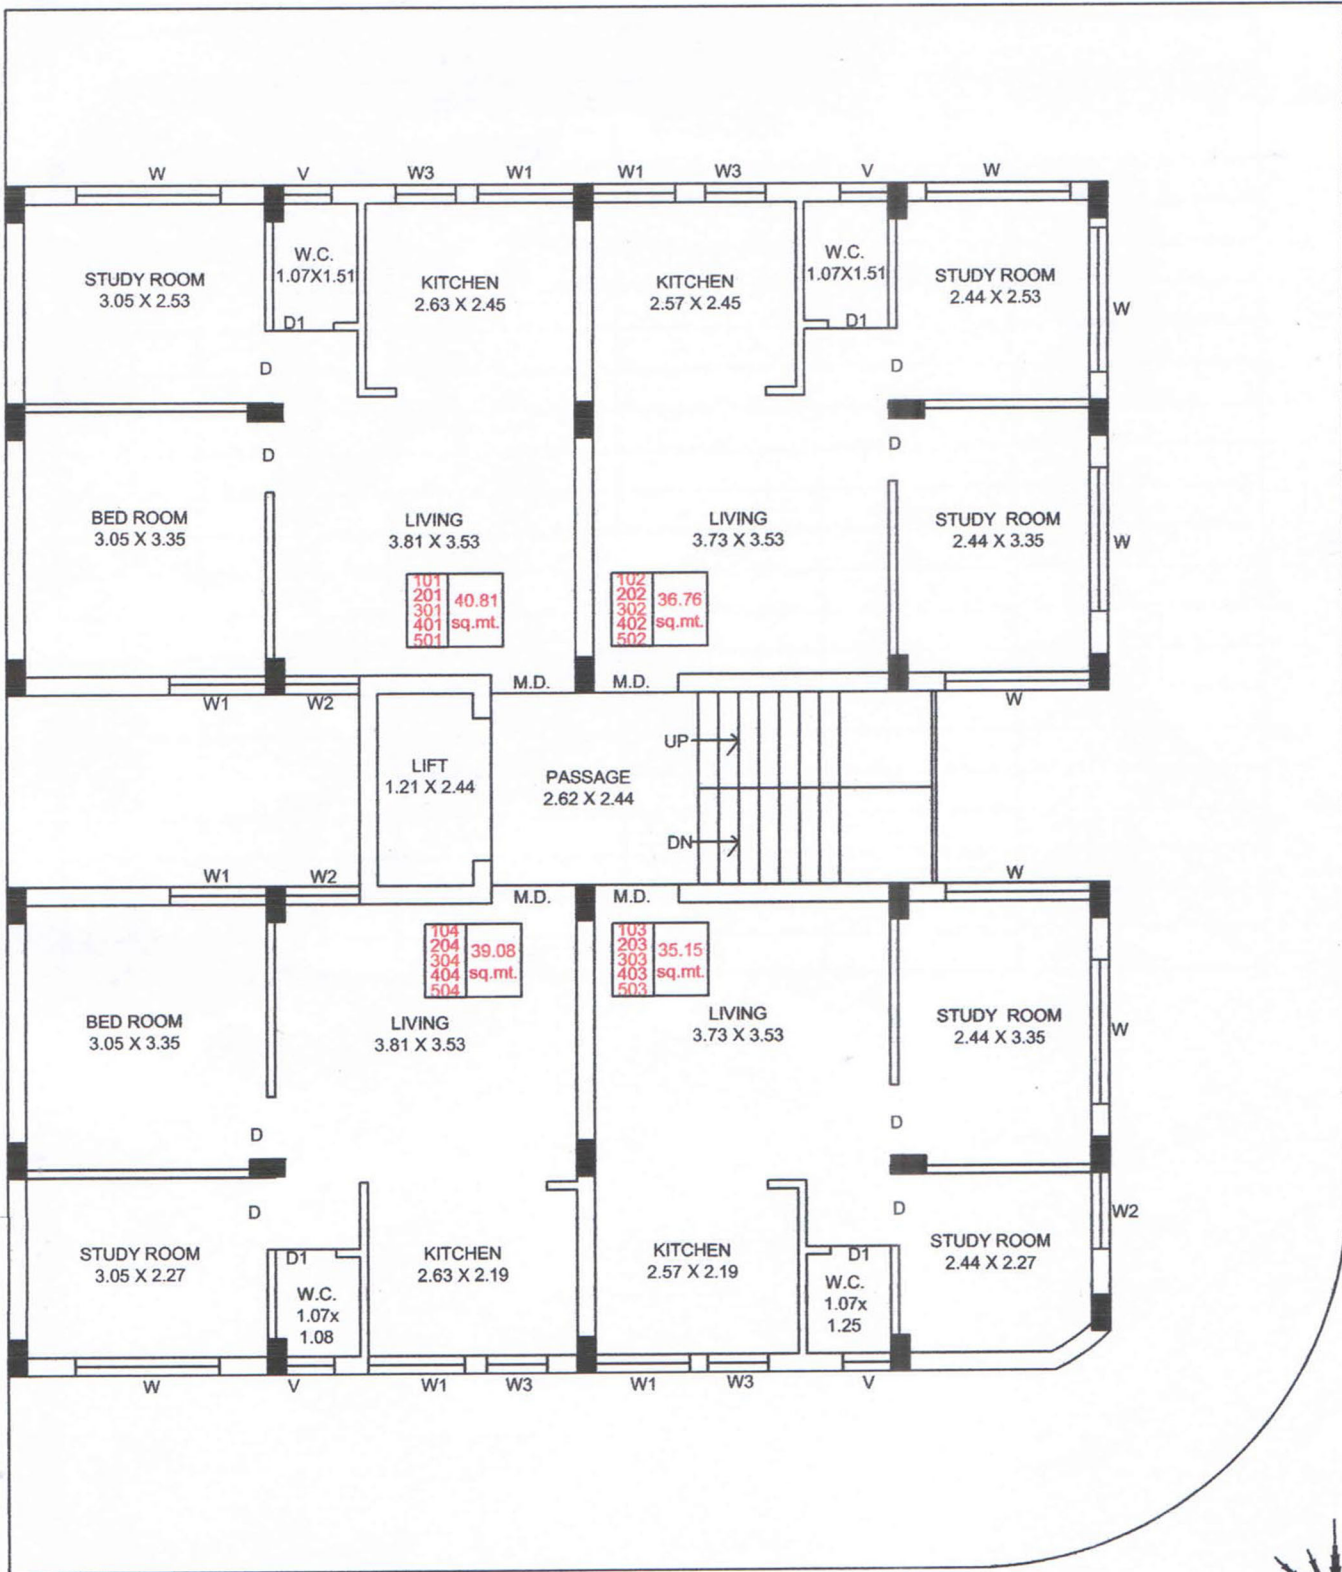 W V W3 W1 W1 W3 V W
STUDY ROOM
3.05 X 2.53
W.C.
1.07X1.51
D1
KITCHEN
2.63 X 2.45
KITCHEN
2.57 X 2.45
W.C.
1.07X1.51
D1
STUDY ROOM
2.44 X 2.53
W
D
D
D
D
BED ROOM
3.05 X 3.35
LIVING
3.81 X 3.53
LIVING
3.73 X 3.53
STUDY ROOM
2.44 X 3.35
W
101
201
301
401
501
40.81
sq.mt.
102
202
302
402
502
36.76
sq.mt.
M.D. M.D.
W1 W2 W
LIFT
1.21 X 2.44
PASSAGE
2.62 X 2.44
UP
DN
W1 W2 W
M.D. M.D.
104
204
304
404
504
39.08
sq.mt.
103
203
303
403
503
35.15
sq.mt.
BED ROOM
3.05 X 3.35
LIVING
3.81 X 3.53
LIVING
3.73 X 3.53
STUDY ROOM
2.44 X 3.35
W
D
D
D
D
W2
STUDY ROOM
3.05 X 2.27
D1
W.C.
1.07x
1.08
KITCHEN
2.63 X 2.19
KITCHEN
2.57 X 2.19
D1
W.C.
1.07x
1.25
STUDY ROOM
2.44 X 2.27
W V W1 W3 W1 W3 V